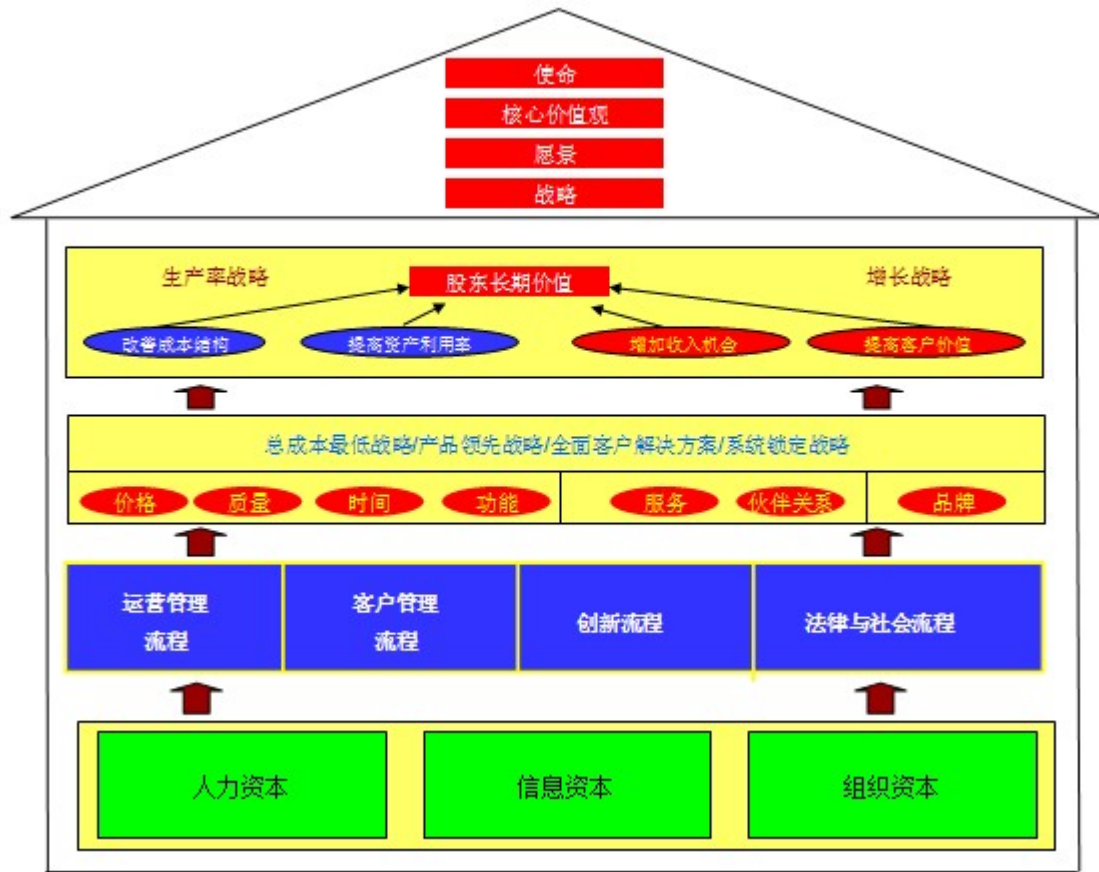 使命
核心价值观
愿景
战略
生产率战略
股东长期价值
增长战略
改善成本结构
提高资产利用率
增加收入机会
提高客户价值
总成本最低战略/产品领先战略/全面客户解决方案/系统锁定战略
价格
质量
时间
功能
服务
伙伴关系
品牌
运营管理
流程
客户管理
流程
创新流程
法律与社会流程
人力资本
信息资本
组织资本